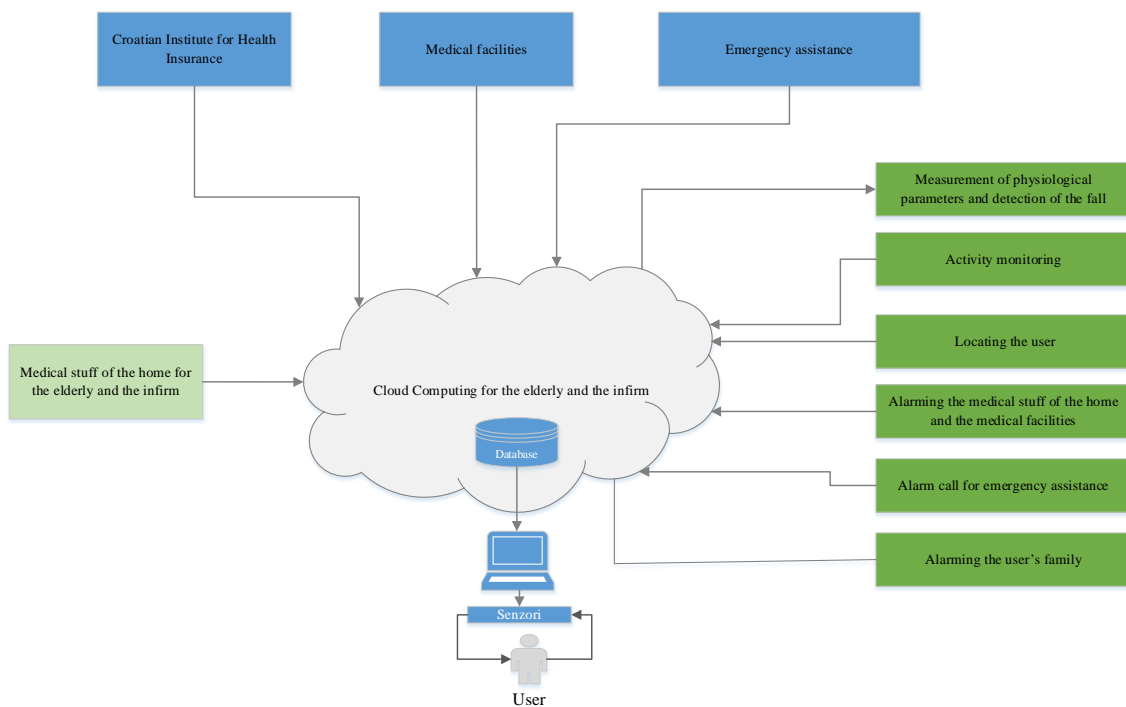 Croatian Institute for Health
Insurance
Medical facilities
Emergency assistance
Measurement of physiological
parameters and detection of the fall
Activity monitoring
Locating the user
Medical stuff of the home for
the elderly and the infirm
Cloud Computing for the elderly and the infirm
Alarming the medical stuff of the home
and the medical facilities
Database
Alarm call for emergency assistance
Alarming the user’s family
Senzori
User